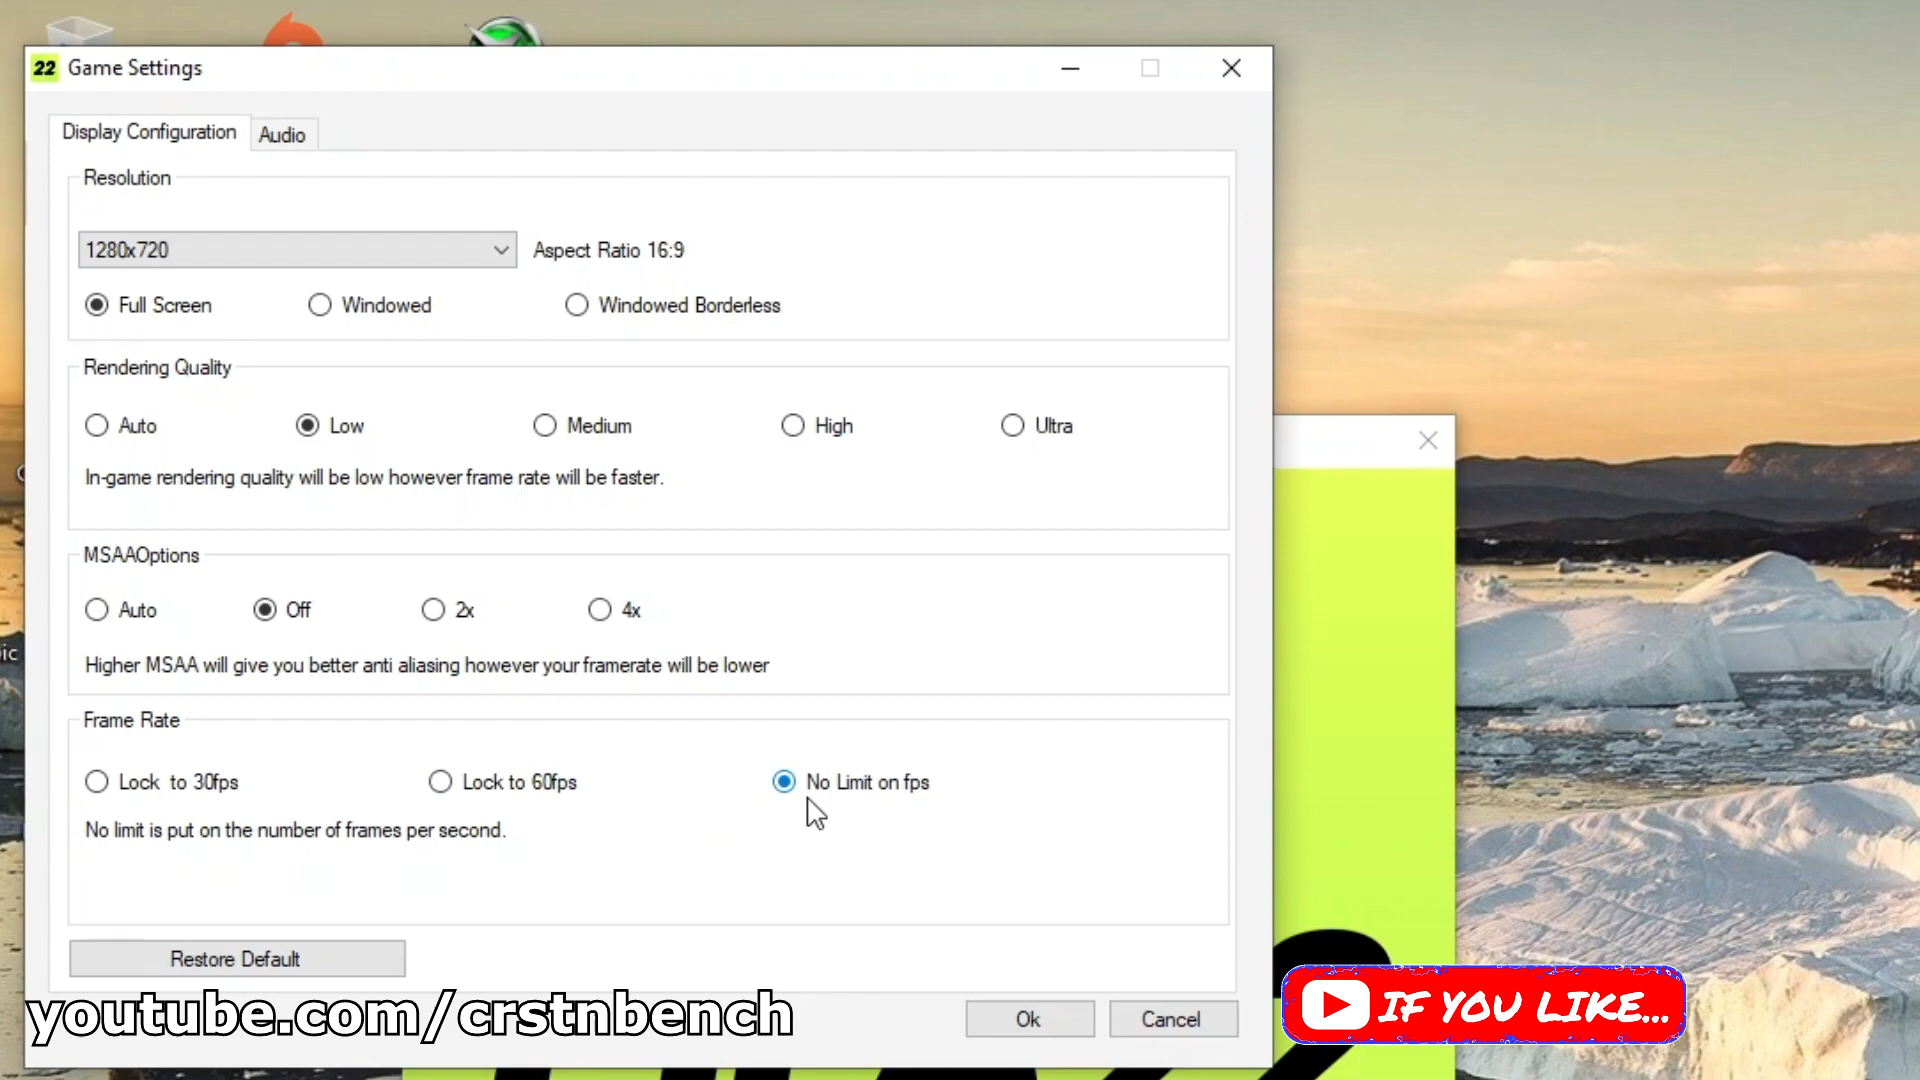 22 Game Settings
Display Configuration
Audio
Resolution
1280x720
Aspect Ratio 16:9
Full Screen
Windowed
Windowed Borderless
Rendering Quality
Auto
Low
Medium
High
Ultra
In-game rendering quality will be low however frame rate will be faster.
MSAAOptions
Auto
Off
2x
4x
Higher MSAA will give you better anti aliasing however your framerate will be lower
Frame Rate
Lock to 30fps
Lock to 60fps
No Limit on fps
No limit is put on the number of frames per second.
Restore Default
youtube.com/crstnbench
Ok
Cancel
IF YOU LIKE...